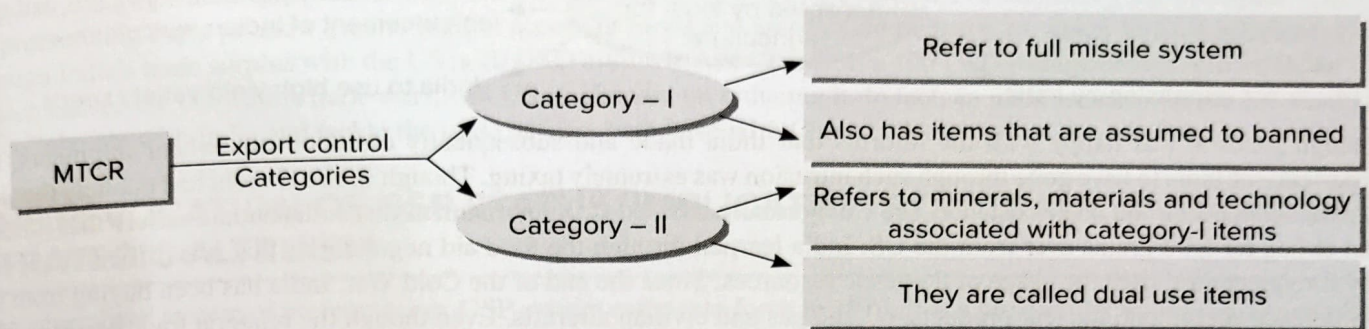 MTCR
Export control
Categories
Category – I
Refer to full missile system
Also has items that are assumed to banned
Category – II
Refers to minerals, materials and technology
associated with category-I items
They are called dual use items